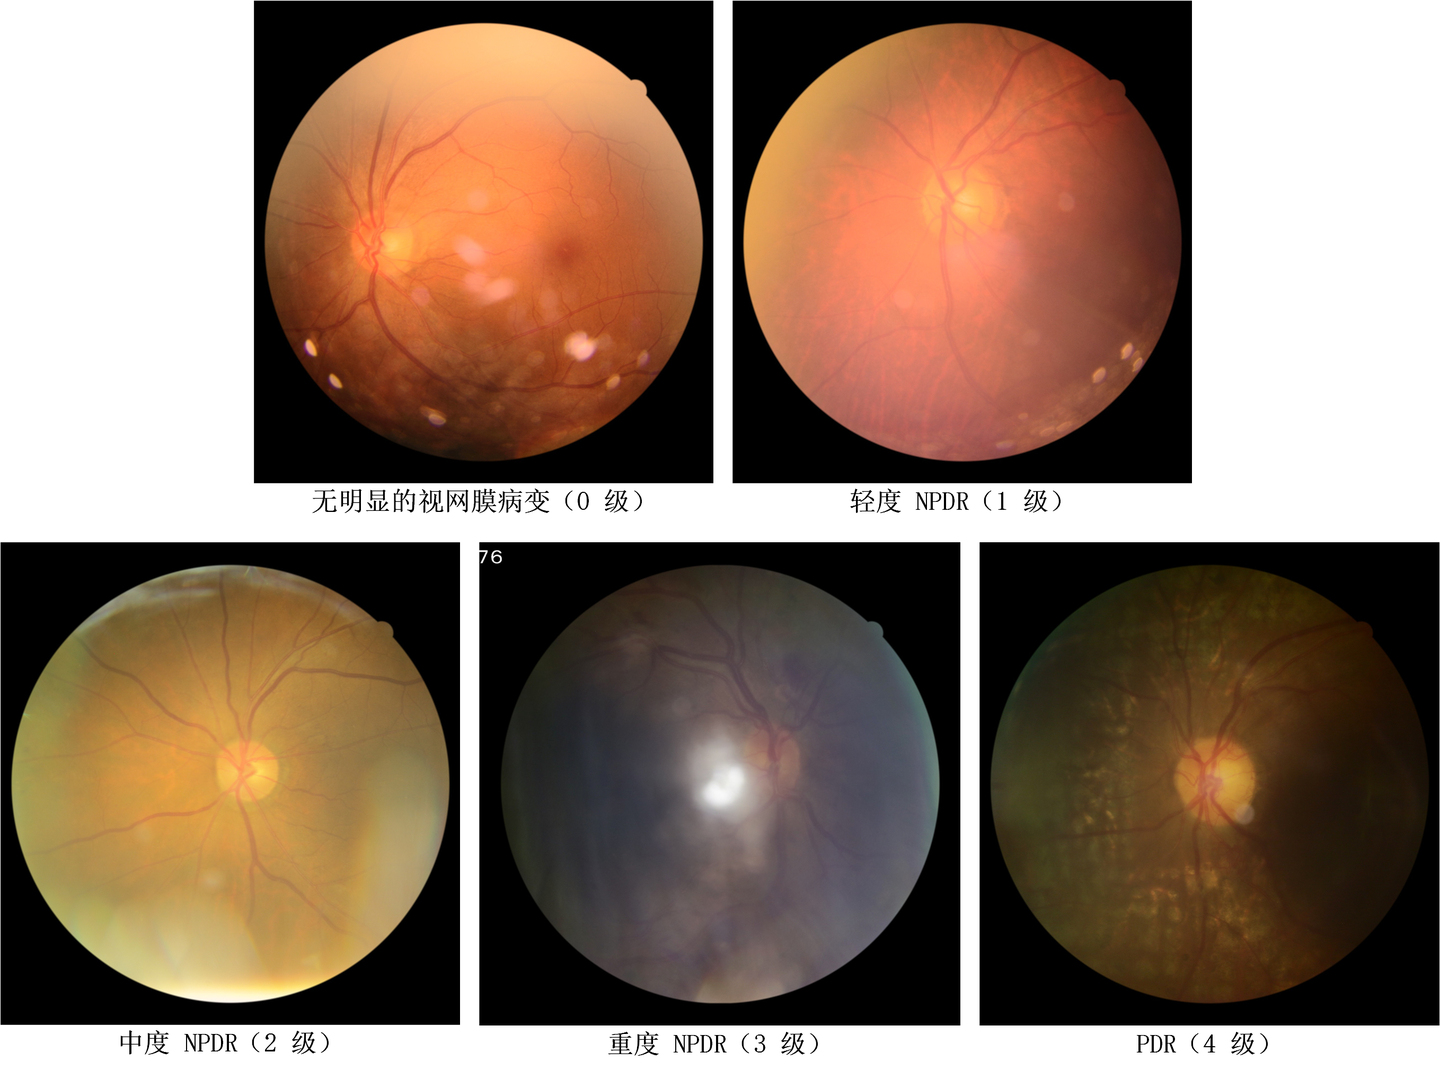 无明显的视网膜病变（0 级）
轻度 NPDR（1 级）
76
中度 NPDR（2 级）
重度 NPDR（3 级）
PDR（4 级）